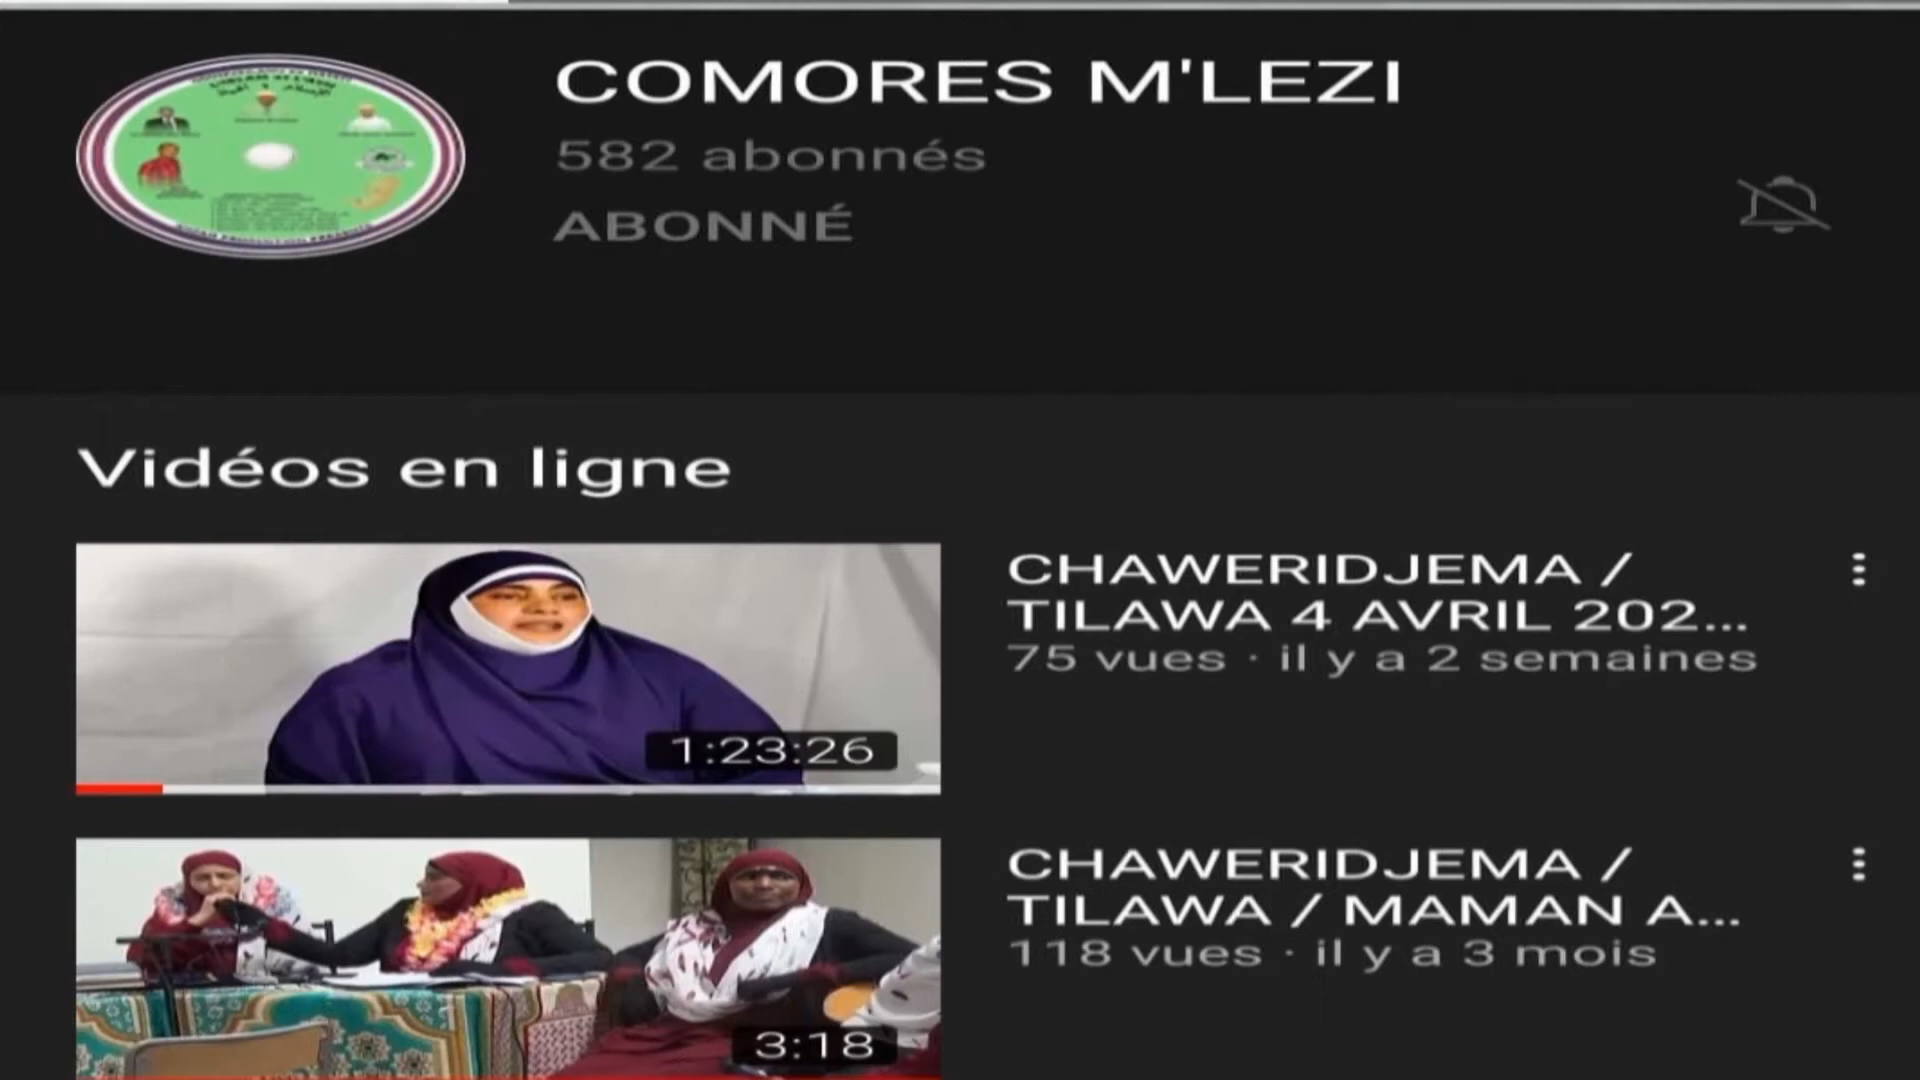 COMORES M'LEZI
582 abonnés
ABONNÉ
Vidéos en ligne
1:23:26
CHAWERIDJEMA /
TILAWA 4 AVRIL 202...
75 vues · il y a 2 semaines
3:18
CHAWERIDJEMA /
TILAWA / MAMAN A...
118 vues · il y a 3 mois